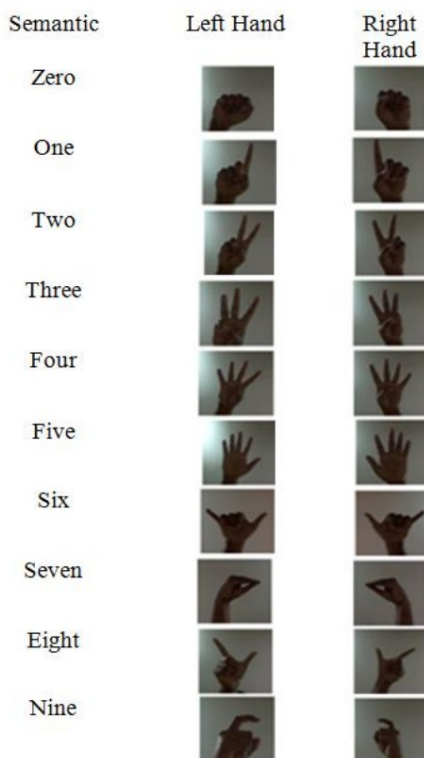 Semantic Left Hand Right
Hand
Zero
One
Two
Three
Four
Five
Six
Seven
Eight
Nine